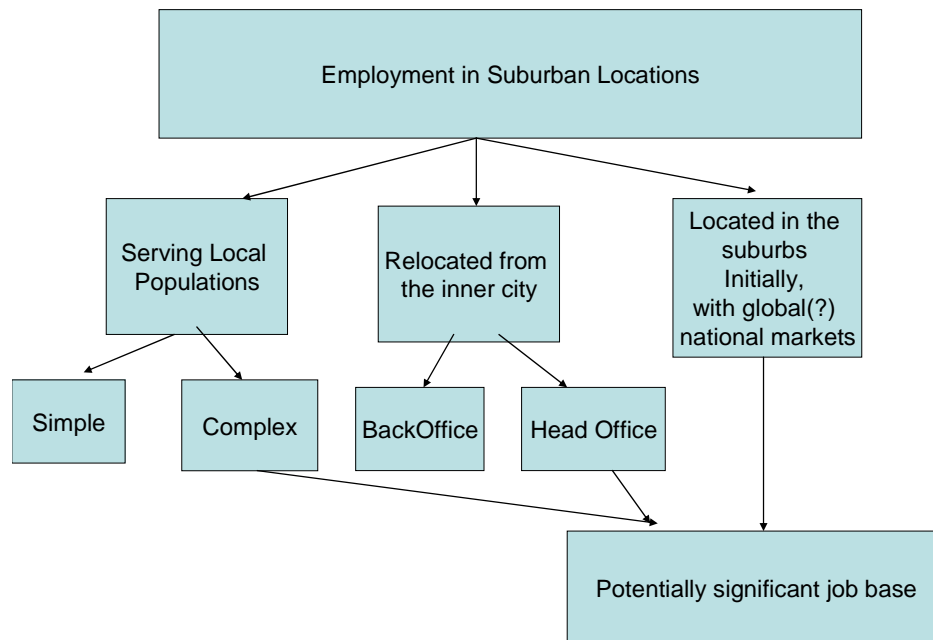 Employment in Suburban Locations
Serving Local
Populations
Relocated from
the inner city
Located in the
suburbs
Initially,
with global(?)
national markets
Simple
Complex
BackOffice
Head Office
Potentially significant job base